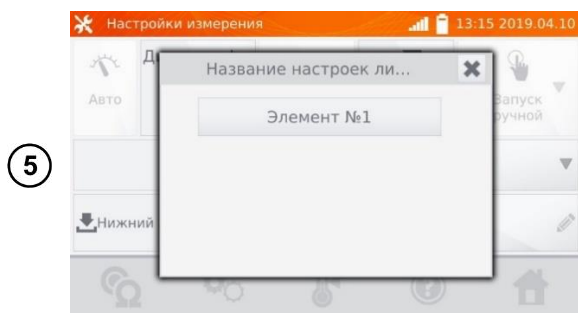 Настройки измерения 13:15 2019.04.10
Название настроек ли...
Авто
Запуск
ручной
Элемент №1
5
Нижний